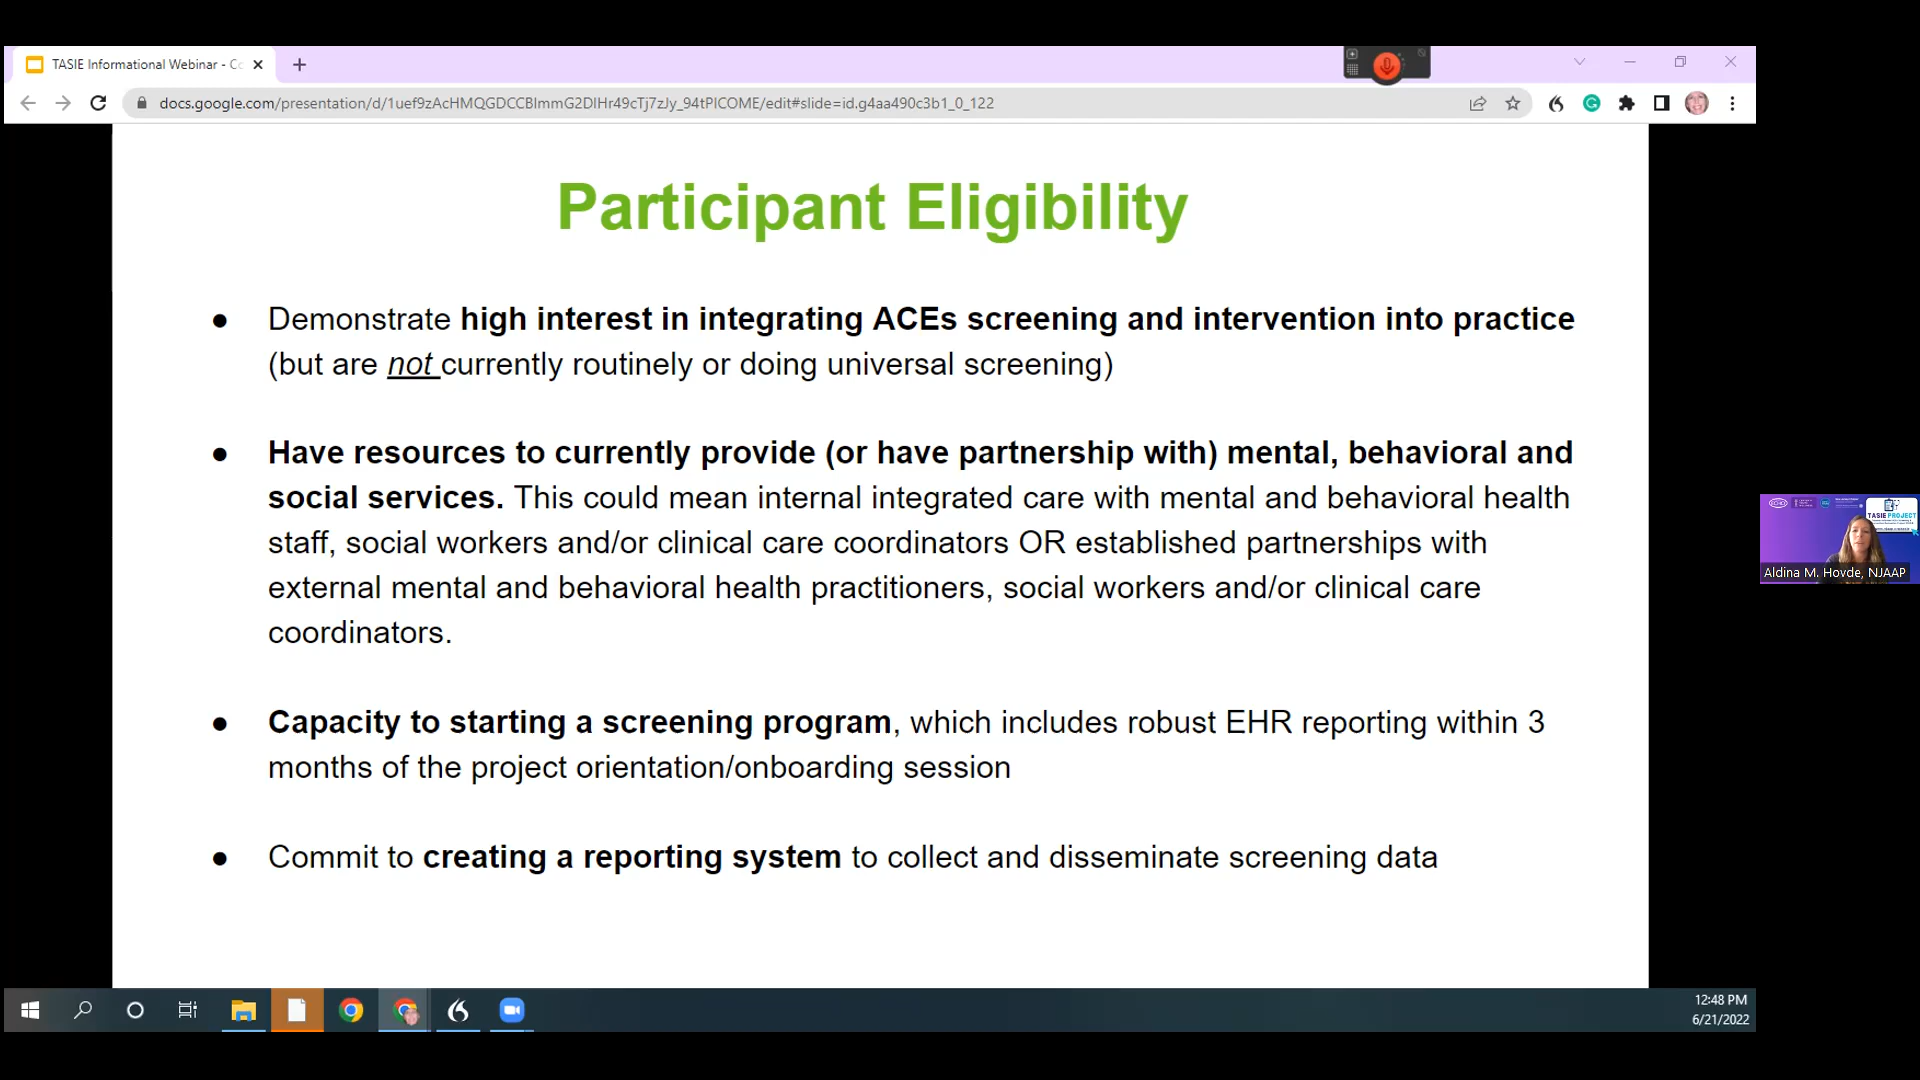 TASIE Informational Webinar - Co
docs.google.com/presentation/d/1uef9zAcHMQGDCCBlmmG2DlHr49cTj7zJy_94tPICOME/edit#slide=id.g4aa490c3b1_0_122
Participant Eligibility
● Demonstrate high interest in integrating ACEs screening and intervention into practice
(but are not currently routinely or doing universal screening)
● Have resources to currently provide (or have partnership with) mental, behavioral and
social services. This could mean internal integrated care with mental and behavioral health
staff, social workers and/or clinical care coordinators OR established partnerships with
external mental and behavioral health practitioners, social workers and/or clinical care
coordinators.
● Capacity to starting a screening program, which includes robust EHR reporting within 3
months of the project orientation/onboarding session
● Commit to creating a reporting system to collect and disseminate screening data
TASIE PROJECT
Aldina M. Hovde, NJAAP
12:48 PM
6/21/2022